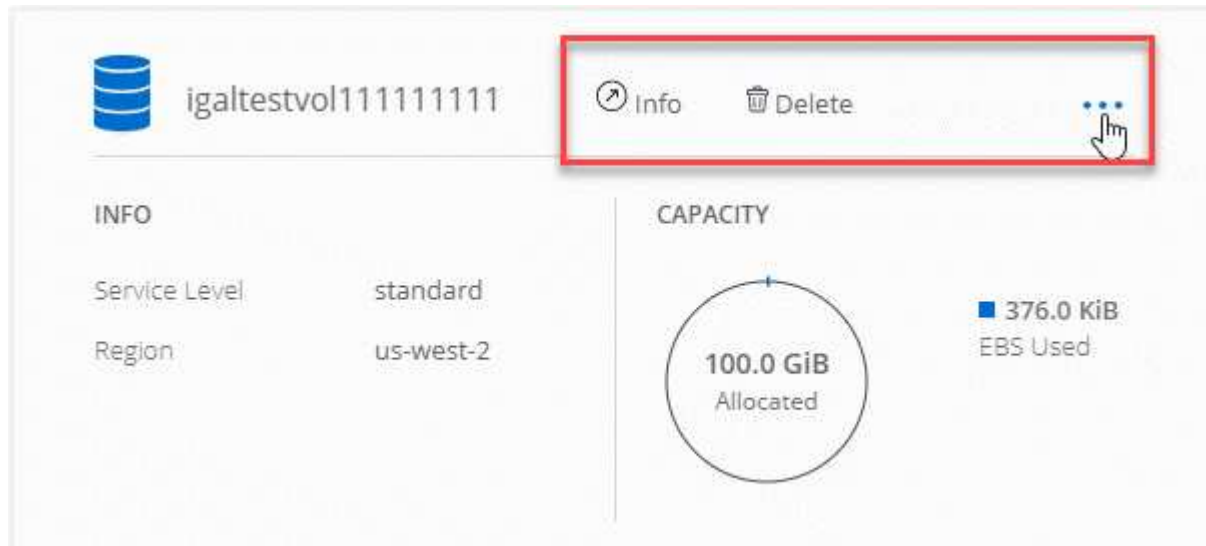 igaltestvol111111111
Info
Delete
INFO
Service Level standard
Region us-west-2
CAPACITY
100.0 GiB
Allocated
376.0 KiB
EBS Used